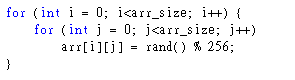 for (int i = 0; i<arr_size; i++) {
    for (int j = 0; j<arr_size; j++)
        arr[i][j] = rand() % 256;
}